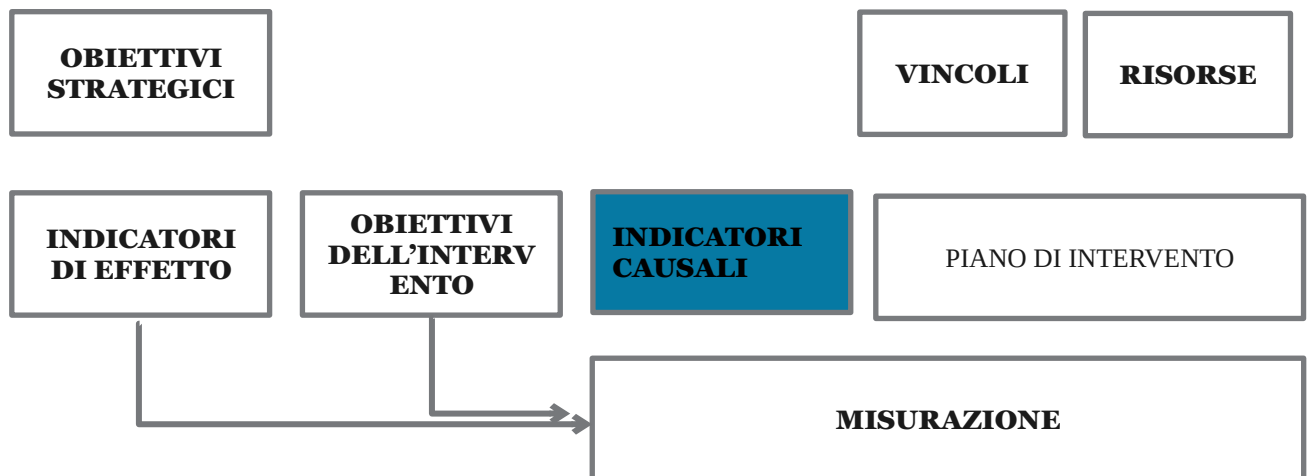 OBIETTIVI
STRATEGICI
VINCOLI
RISORSE
INDICATORI
DI EFFETTO
OBIETTIVI
DELL’INTERV
ENTO
INDICATORI
CAUSALI
PIANO DI INTERVENTO
MISURAZIONE